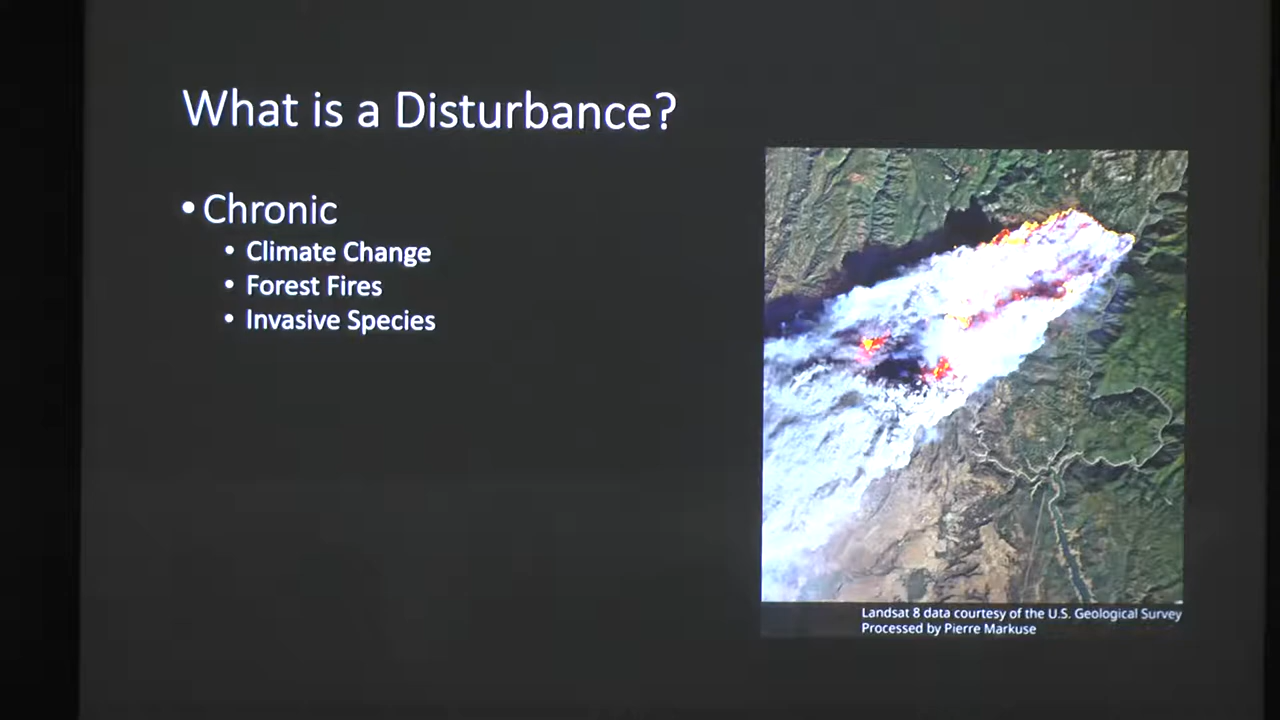 What is a Disturbance?
• Chronic
• Climate Change
• Forest Fires
• Invasive Species
Landsat 8 data courtesy of the U.S. Geological Survey
Processed by Pierre Markuse